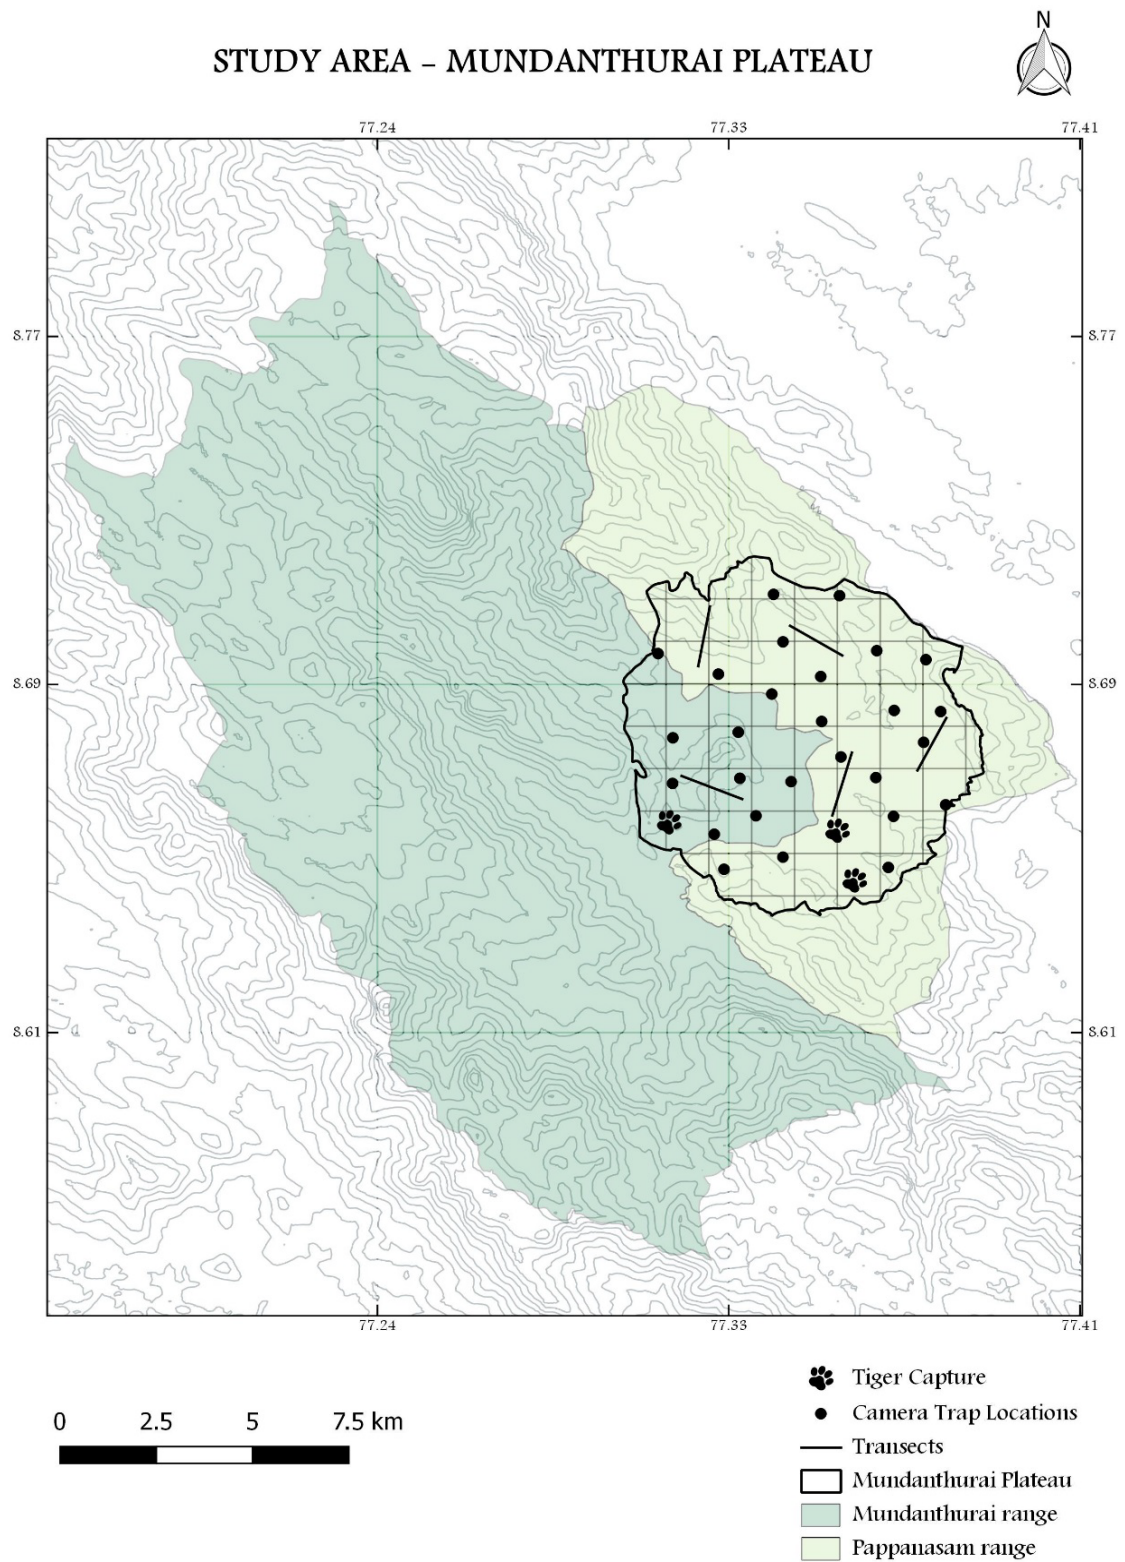 N
STUDY AREA - MUNDANTHURAI PLATEAU
77.24 77.33 77.41
8.77 8.77
8.69 8.69
8.61 8.61
77.24 77.33 77.41
0 2.5 5 7.5 km
Tiger Capture
Camera Trap Locations
Transects
Mundanthurai Plateau
Mundanthurai range
Pappanasam range